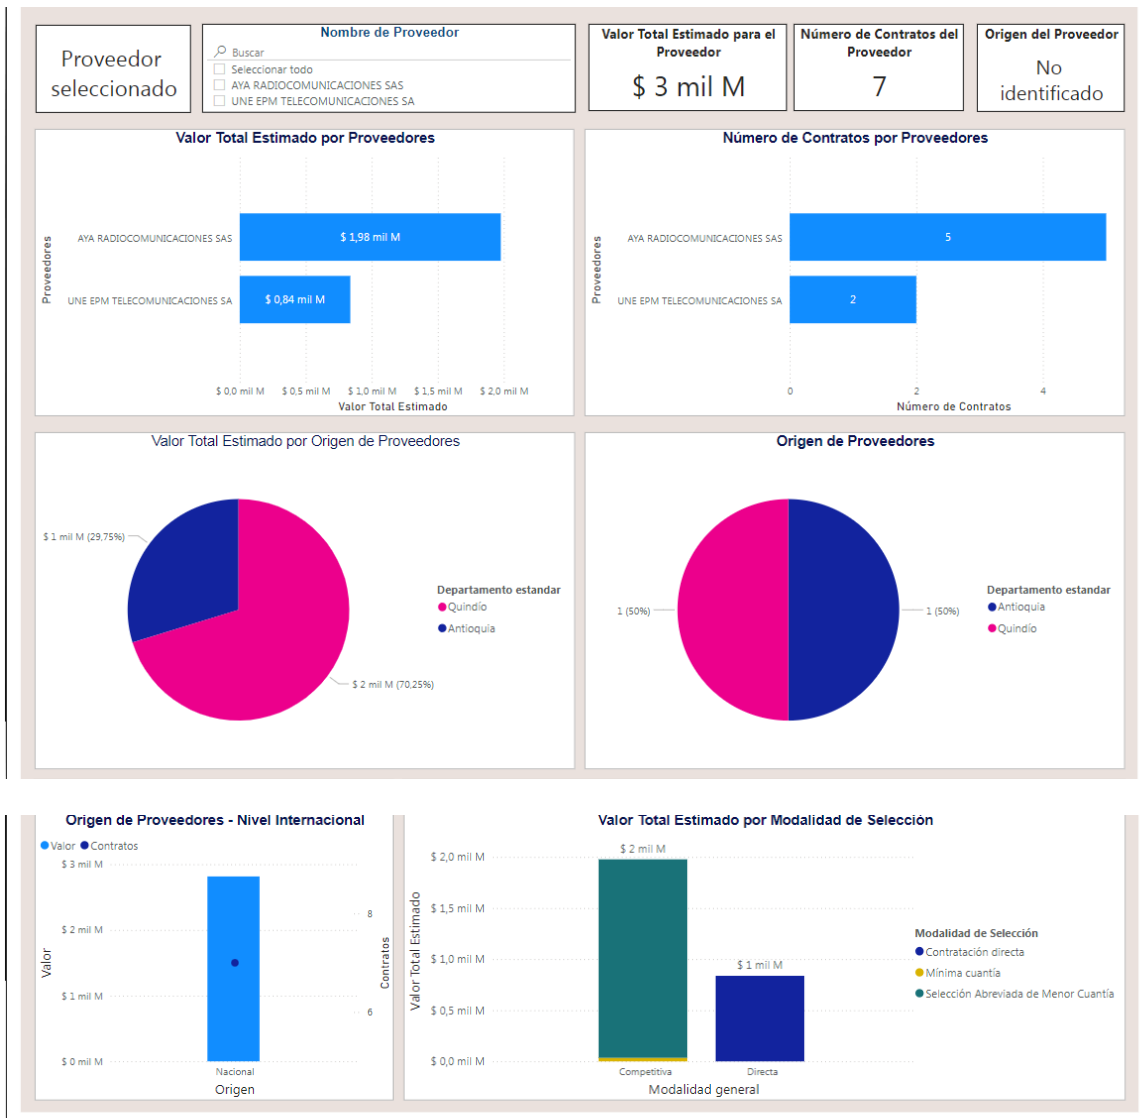 Proveedor
seleccionado
Nombre de Proveedor
Buscar
Seleccionar todo
AYA RADIOCOMUNICACIONES SAS
UNE EPM TELECOMUNICACIONES SA
Valor Total Estimado para el
Proveedor
$ 3 mil M
Número de Contratos del
Proveedor
7
Origen del Proveedor
No
identificado
Valor Total Estimado por Proveedores
Proveedores
AYA RADIOCOMUNICACIONES SAS
$ 1,98 mil M
UNE EPM TELECOMUNICACIONES SA
$ 0,84 mil M
$ 0,0 mil M $ 0,5 mil M $ 1,0 mil M $ 1,5 mil M $ 2,0 mil M
Valor Total Estimado
Número de Contratos por Proveedores
Proveedores
AYA RADIOCOMUNICACIONES SAS
5
UNE EPM TELECOMUNICACIONES SA
2
0 2 4
Número de Contratos
Valor Total Estimado por Origen de Proveedores
$ 1 mil M (29,75%)
$ 2 mil M (70,25%)
Departamento estandar
Quindío
Antioquia
Origen de Proveedores
1 (50%)
1 (50%)
Departamento estandar
Antioquia
Quindío
Origen de Proveedores - Nivel Internacional
Valor Contratos
$ 3 mil M
$ 2 mil M
$ 1 mil M
$ 0 mil M
Valor
8
6
Contratos
Nacional
Origen
Valor Total Estimado por Modalidad de Selección
Valor Total Estimado
$ 2,0 mil M
$ 1,5 mil M
$ 1,0 mil M
$ 0,5 mil M
$ 0,0 mil M
$ 2 mil M
$ 1 mil M
Competitiva Directa
Modalidad general
Modalidad de Selección
Contratación directa
Mínima cuantía
Selección Abreviada de Menor Cuantía